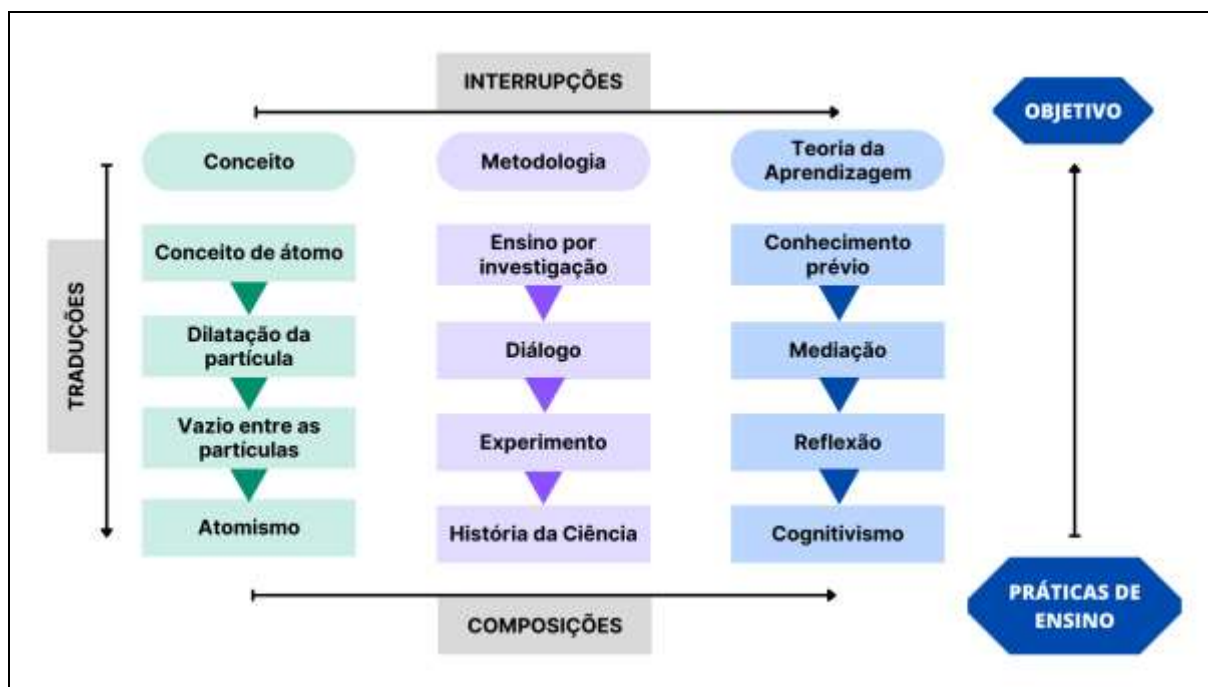 INTERRUPÇÕES
OBJETIVO
Conceito
Metodologia
Teoria da
Aprendizagem
TRADUÇÕES
Conceito de átomo
Ensino por
investigação
Conhecimento
prévio
Dilatação da
partícula
Diálogo
Mediação
Vazio entre as
partículas
Experimento
Reflexão
Atomismo
História da Ciência
Cognitivismo
COMPOSIÇÕES
PRÁTICAS DE
ENSINO